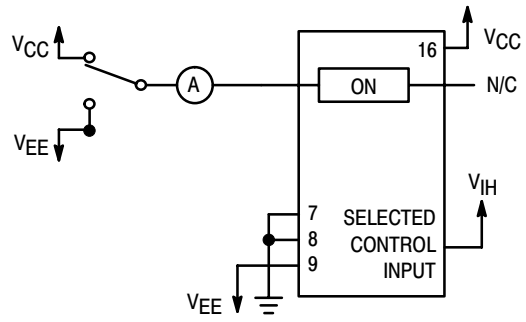 VCC
16
VCC
A
ON
N/C
VEE
VIH
7
SELECTED
8
CONTROL
9
INPUT
VEE